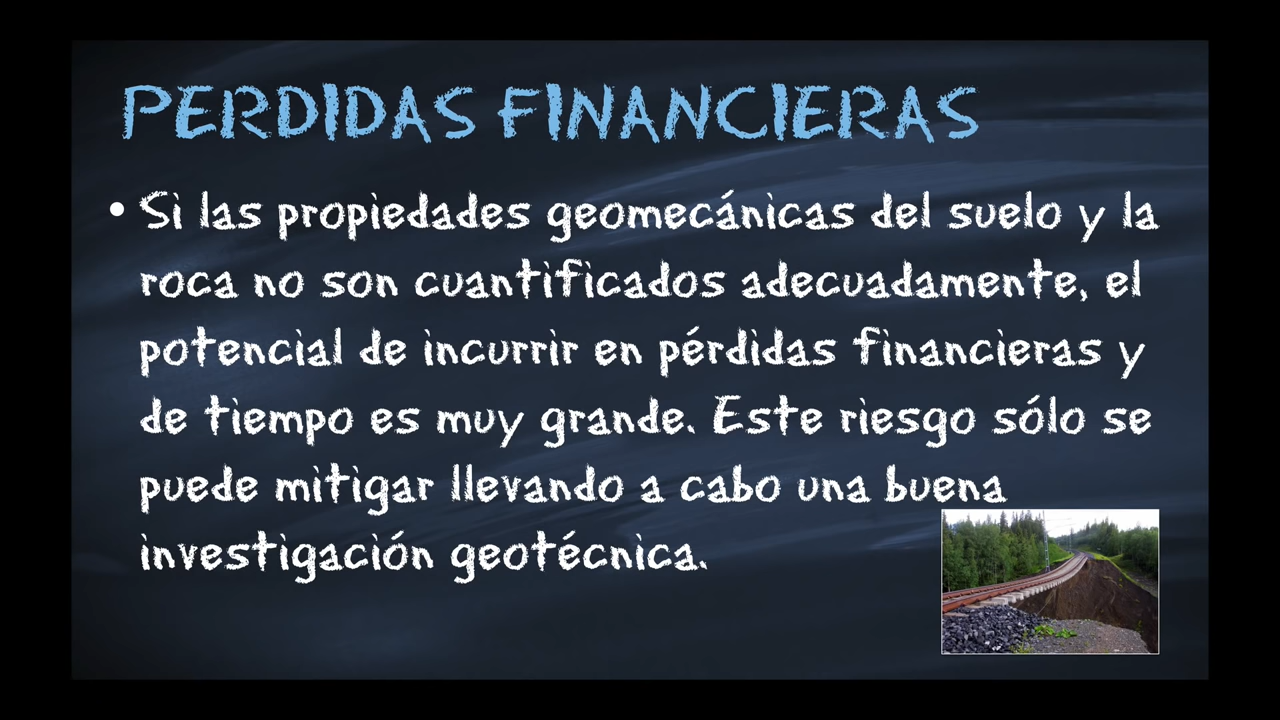 PERDIDAS FINANCIERAS
• Si las propiedades geomecánicas del suelo y la
roca no son cuantificados adecuadamente, el
potencial de incurrir en pérdidas financieras y
de tiempo es muy grande. Este riesgo sólo se
puede mitigar llevando a cabo una buena
investigación geotécnica.